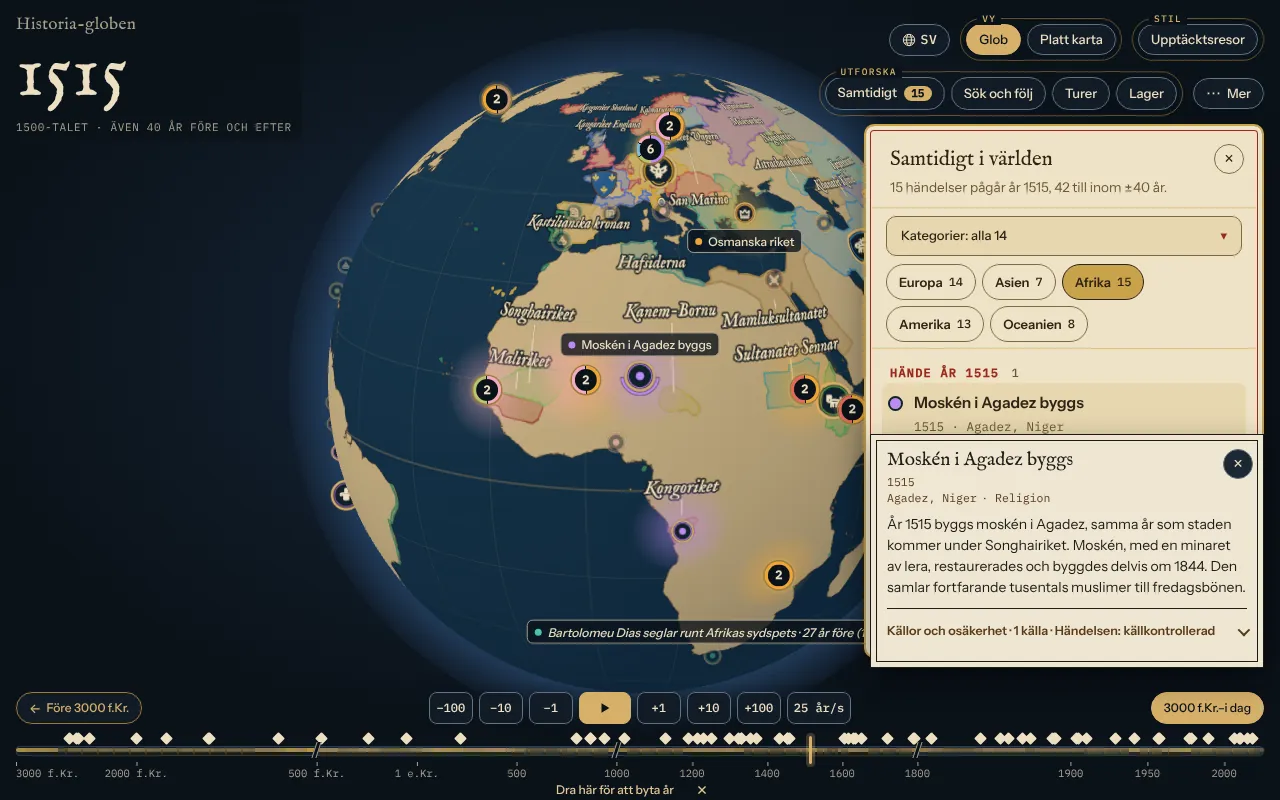 Historia-globen
1515
1500-TALET · ÄVEN 40 ÅR FÖRE OCH EFTER
SV
VY
Glob
Platt karta
STIL
Upptäcktsresor
UTFORSKA
Samtidigt 15
Sök och följ
Turer
Lager
··· Mer
2
2
6
San Marino
Kastilianska kronan
Osmanska riket
Hafsiderna
Songhairiket
Kanem-Bornu
Mamluksultanatet
Moskén i Agadez byggs
Maliriket
Sultanatet Sennar
2
2
2
2
Kongoriket
2
Bartolomeu Dias seglar runt Afrikas sydspets · 27 år före
Samtidigt i världen
×
15 händelser pågår år 1515, 42 till inom ±40 år.
Kategorier: alla 14
Europa 14
Asien 7
Afrika 15
Amerika 13
Oceanien 8
HÄNDE ÅR 1515 1
Moskén i Agadez byggs
1515 · Agadez, Niger
Moskén i Agadez byggs
×
1515
Agadez, Niger · Religion
År 1515 byggs moskén i Agadez, samma år som staden
kommer under Songhairiket. Moskén, med en minaret
av lera, restaurerades och byggdes delvis om 1844. Den
samlar fortfarande tusentals muslimer till fredagsbönen.
Källor och osäkerhet · 1 källa · Händelsen: källkontrollerad
← Före 3000 f.Kr.
−100
−10
−1
+1
+10
+100
25 år/s
3000 f.Kr.–i dag
3000 f.Kr.
2000 f.Kr.
500 f.Kr.
1 e.Kr.
500
1000
1200
1400
1600
1800
1900
1950
2000
Dra här för att byta år ×